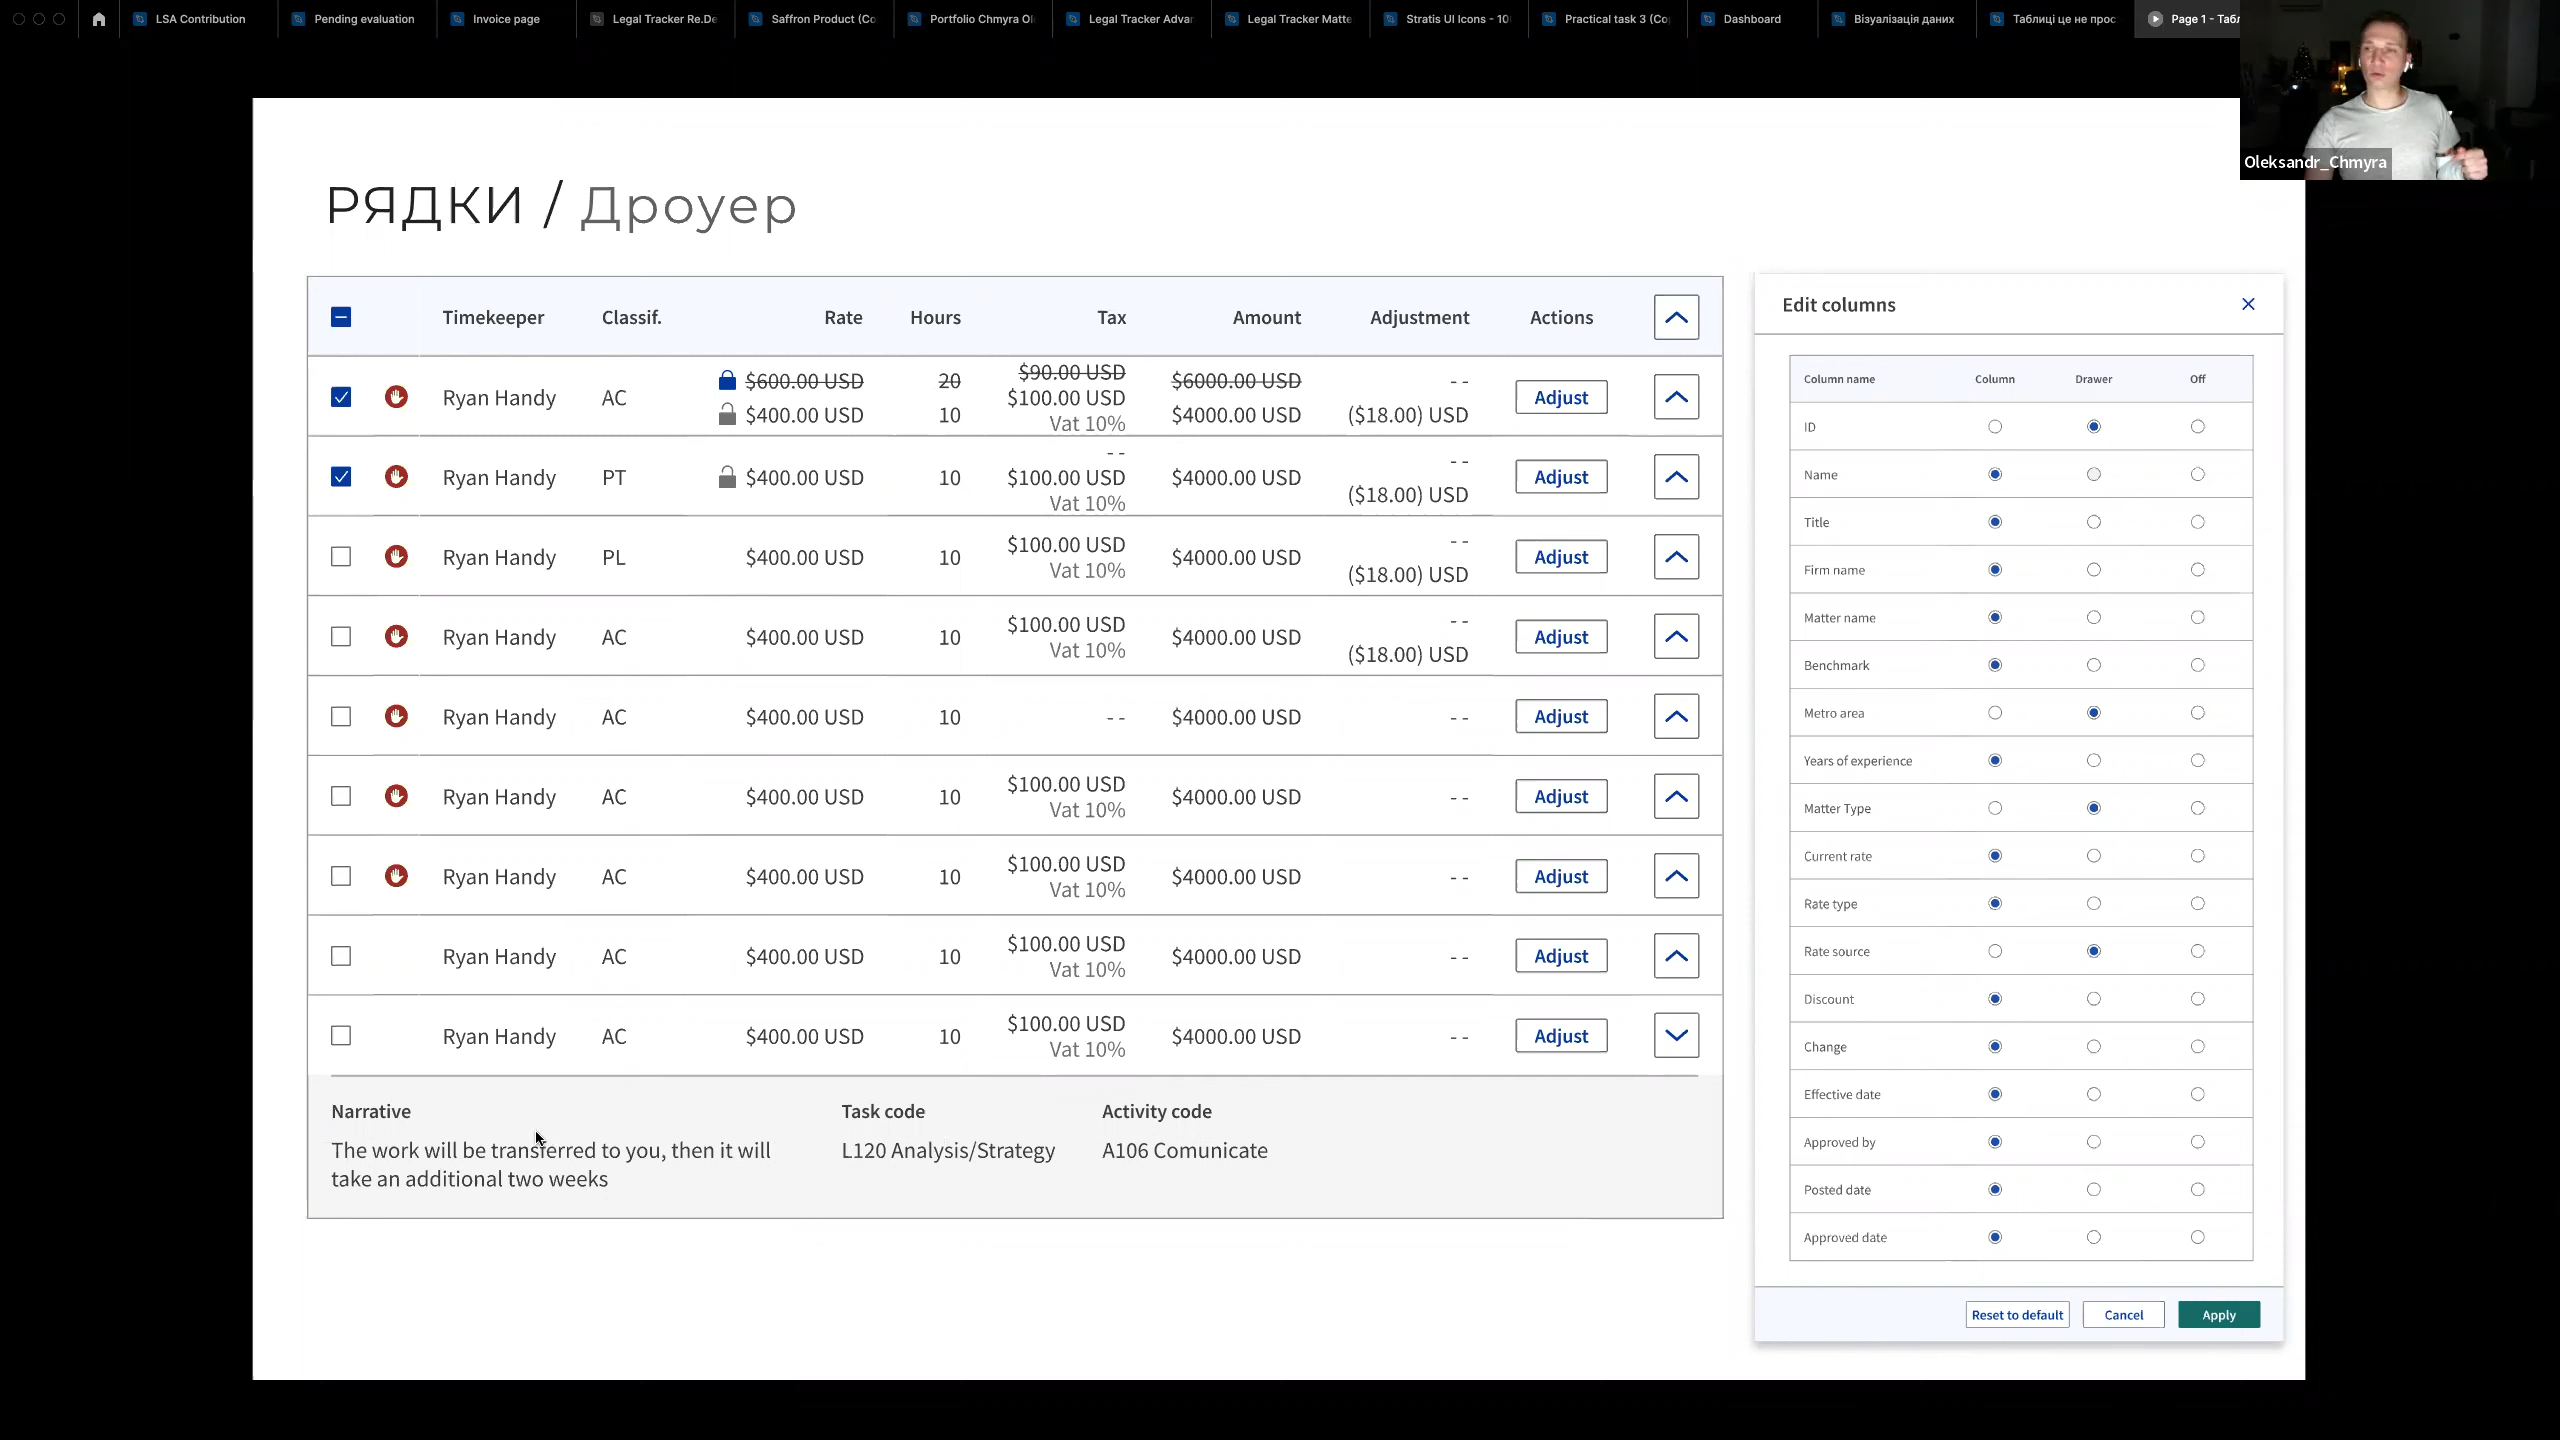 LSA Contribution
Pending evaluation
Invoice page
Legal Tracker Re.De
Saffron Product (Co
Portfolio Chmyra Ol
Legal Tracker Advar
Legal Tracker Matte
Stratis UI Icons - 10
Practical task 3 (Co
Dashboard
Візуалізація даних
Таблиці це не прос
Page 1 - Табл
Oleksandr_Chmyra
РЯДКИ / Дроуер
Timekeeper Classif. Rate Hours Tax Amount Adjustment Actions
$600.00 USD 20 $90.00 USD $6000.00 USD - -
Ryan Handy AC $100.00 USD Adjust
$400.00 USD 10 Vat 10% $4000.00 USD ($18.00) USD
- - - -
Ryan Handy PT $400.00 USD 10 $100.00 USD $4000.00 USD Adjust
Vat 10% ($18.00) USD
$100.00 USD - -
Ryan Handy PL $400.00 USD 10 $4000.00 USD Adjust
Vat 10% ($18.00) USD
$100.00 USD - -
Ryan Handy AC $400.00 USD 10 $4000.00 USD Adjust
Vat 10% ($18.00) USD
Ryan Handy AC $400.00 USD 10 - - $4000.00 USD - - Adjust
$100.00 USD
Ryan Handy AC $400.00 USD 10 $4000.00 USD - - Adjust
Vat 10%
$100.00 USD
Ryan Handy AC $400.00 USD 10 $4000.00 USD - - Adjust
Vat 10%
$100.00 USD
Ryan Handy AC $400.00 USD 10 $4000.00 USD - - Adjust
Vat 10%
$100.00 USD
Ryan Handy AC $400.00 USD 10 $4000.00 USD - - Adjust
Vat 10%
Narrative Task code Activity code
The work will be transferred to you, then it will L120 Analysis/Strategy A106 Comunicate
take an additional two weeks
Edit columns
Column name Column Drawer Off
ID
Name
Title
Firm name
Matter name
Benchmark
Metro area
Years of experience
Matter Type
Current rate
Rate type
Rate source
Discount
Change
Effective date
Approved by
Posted date
Approved date
Reset to default Cancel Apply